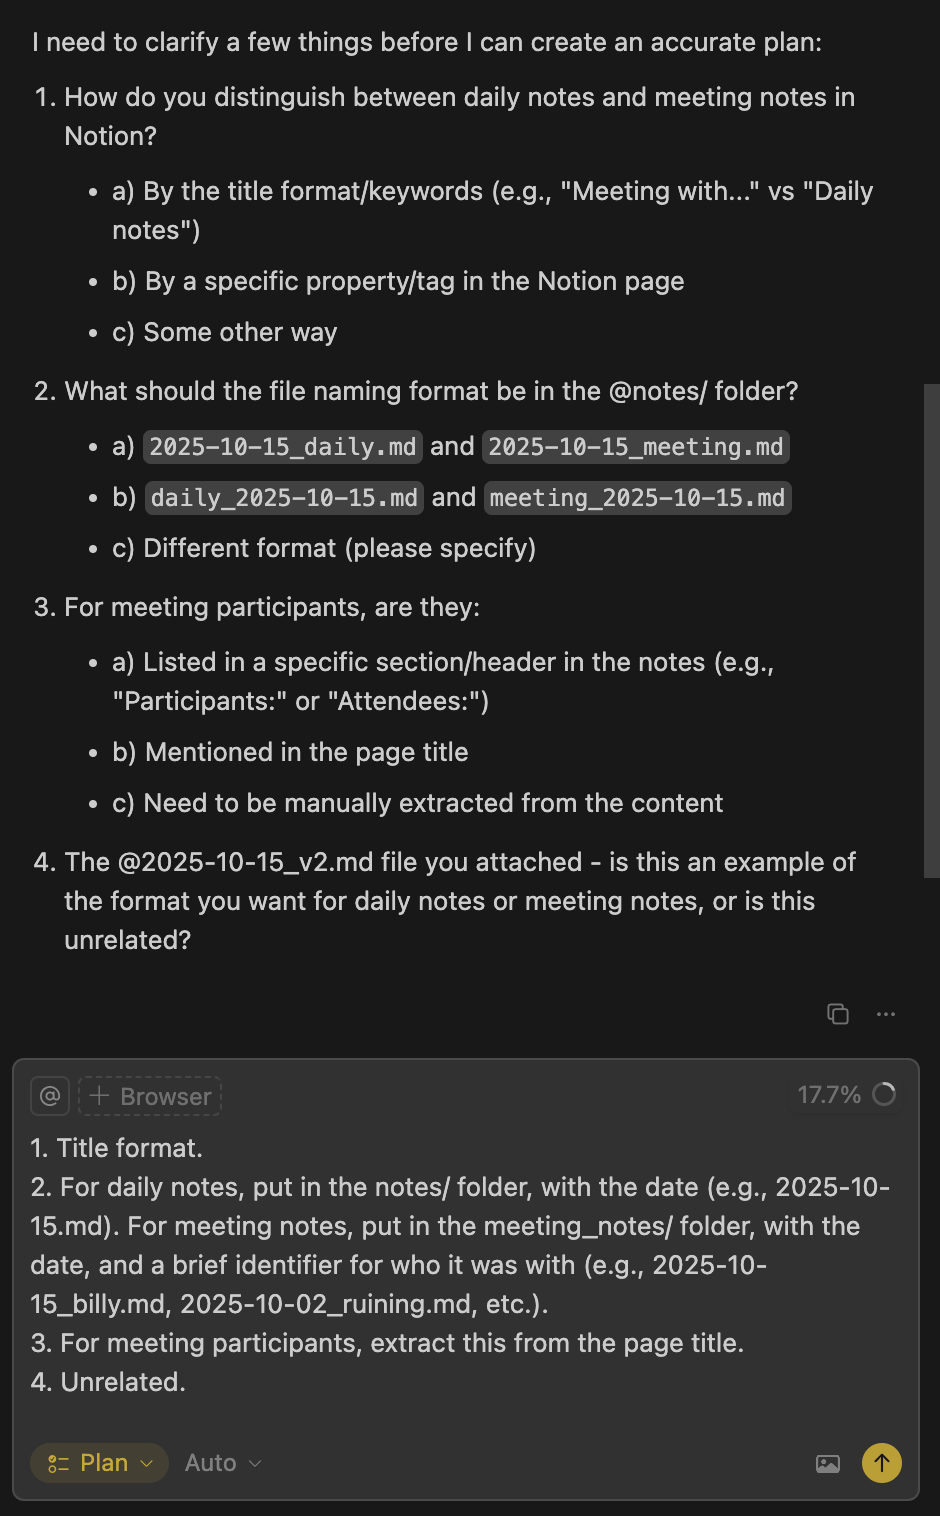 I need to clarify a few things before I can create an accurate plan:
1. How do you distinguish between daily notes and meeting notes in
Notion?
• a) By the title format/keywords (e.g., "Meeting with..." vs "Daily
notes")
• b) By a specific property/tag in the Notion page
• c) Some other way
2. What should the file naming format be in the @notes/ folder?
• a) 2025-10-15_daily.md and 2025-10-15_meeting.md
• b) daily_2025-10-15.md and meeting_2025-10-15.md
• c) Different format (please specify)
3. For meeting participants, are they:
• a) Listed in a specific section/header in the notes (e.g.,
"Participants:" or "Attendees:")
• b) Mentioned in the page title
• c) Need to be manually extracted from the content
4. The @2025-10-15_v2.md file you attached - is this an example of
the format you want for daily notes or meeting notes, or is this
unrelated?
@ + Browser 17.7%
1. Title format.
2. For daily notes, put in the notes/ folder, with the date (e.g., 2025-10-
15.md). For meeting notes, put in the meeting_notes/ folder, with the
date, and a brief identifier for who it was with (e.g., 2025-10-
15_billy.md, 2025-10-02_ruining.md, etc.).
3. For meeting participants, extract this from the page title.
4. Unrelated.
Plan Auto